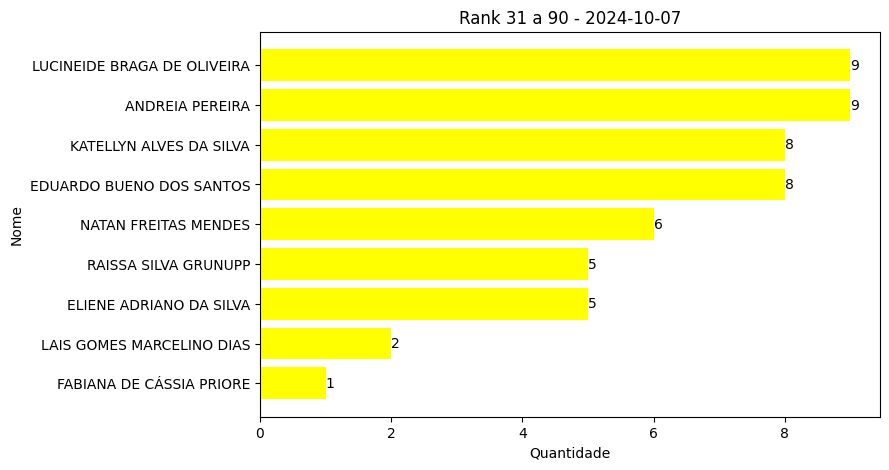 Rank 31 a 90 - 2024-10-07
LUCINEIDE BRAGA DE OLIVEIRA 9
ANDREIA PEREIRA 9
KATELLYN ALVES DA SILVA 8
EDUARDO BUENO DOS SANTOS 8
NATAN FREITAS MENDES 6
RAISSA SILVA GRUNUPP 5
ELIENE ADRIANO DA SILVA 5
LAIS GOMES MARCELINO DIAS 2
FABIANA DE CÁSSIA PRIORE 1
Nome
0 2 4 6 8
Quantidade